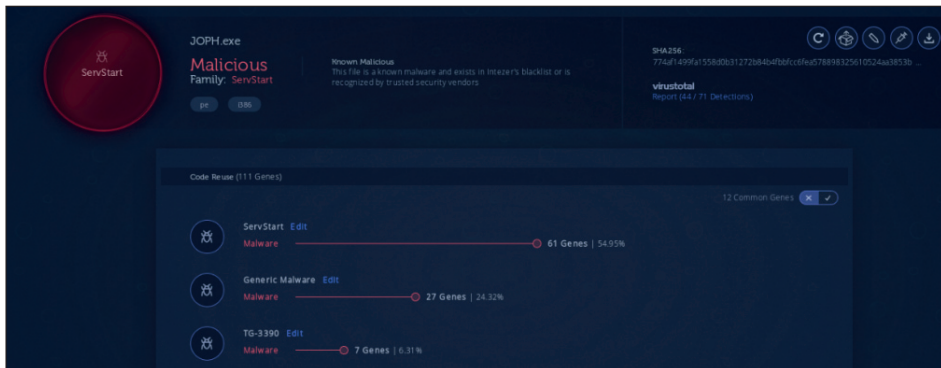 ServStart
JOPH.exe
Malicious
Family: ServStart
pe
i386
Known Malicious
This file is a known malware and exists in Intezer's blacklist or is
recognized by trusted security vendors
SHA256:
virustotal
Report (44 / 71 Detections)
Code Reuse (111 Genes)
12 Common Genes
ServStart Edit
Malware 61 Genes | 54.95%
Generic Malware Edit
Malware 27 Genes | 24.32%
TG-3390 Edit
Malware 7 Genes | 6.31%